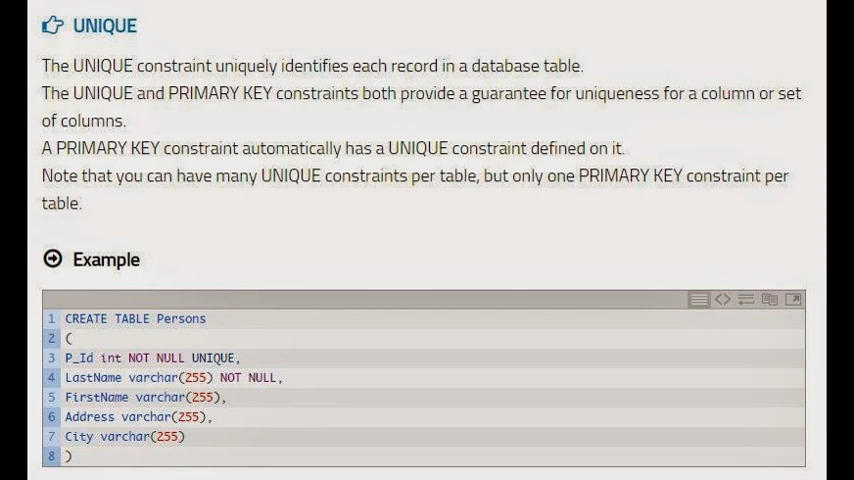 UNIQUE
The UNIQUE constraint uniquely identifies each record in a database table.
The UNIQUE and PRIMARY KEY constraints both provide a guarantee for uniqueness for a column or set
of columns.
A PRIMARY KEY constraint automatically has a UNIQUE constraint defined on it.
Note that you can have many UNIQUE constraints per table, but only one PRIMARY KEY constraint per
table.
Example
1 CREATE TABLE Persons
2 (
3 P_Id int NOT NULL UNIQUE,
4 LastName varchar(255) NOT NULL,
5 FirstName varchar(255),
6 Address varchar(255),
7 City varchar(255)
8 )